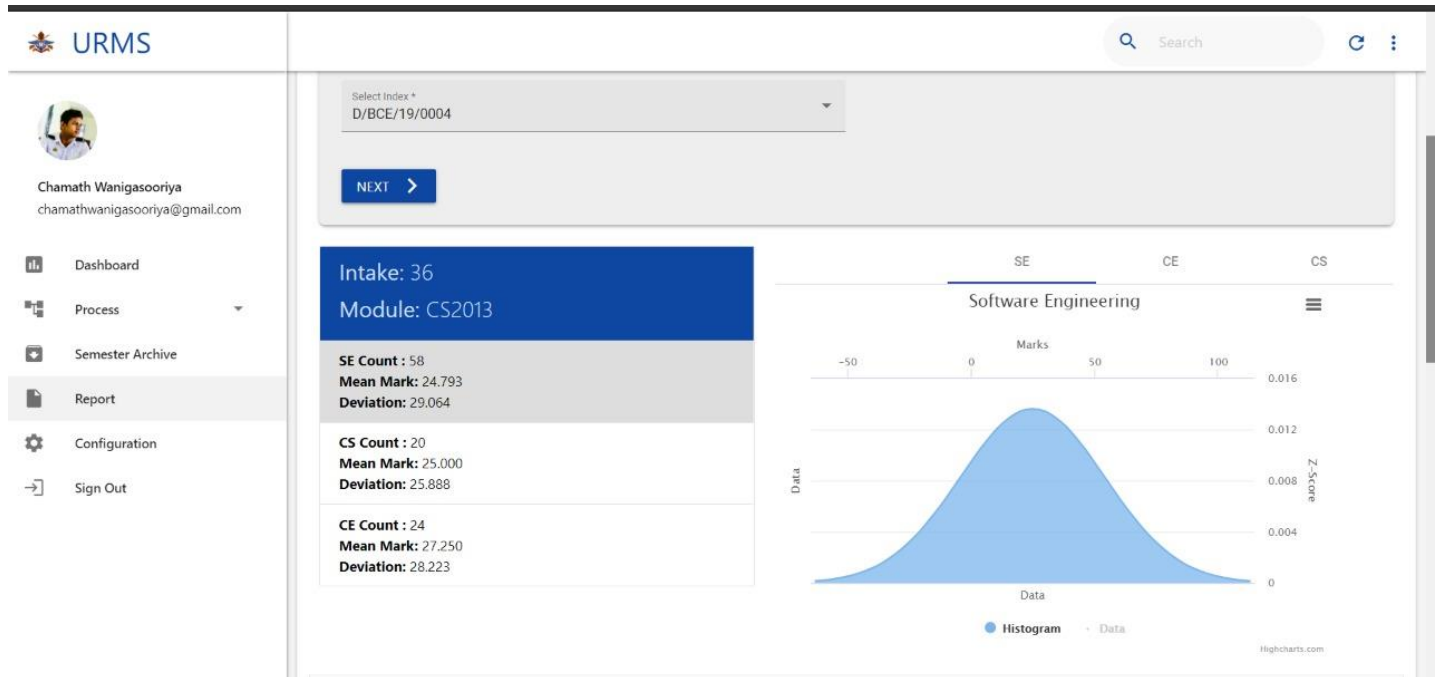 URMS
Search
Chamath Wanigasooriya
chamathwanigasooriya@gmail.com
Dashboard
Process
Semester Archive
Report
Configuration
Sign Out
Select Index *
D/BCE/19/0004
NEXT
Intake: 36
Module: CS2013
SE Count : 58
Mean Mark: 24.793
Deviation: 29.064
CS Count : 20
Mean Mark: 25.000
Deviation: 25.888
CE Count : 24
Mean Mark: 27.250
Deviation: 28.223
SE CE CS
Software Engineering
Marks
-50 0 50 100
0.016
0.012
0.008
0.004
0
Z-Score
Data
Data
Histogram Data
Highcharts.com